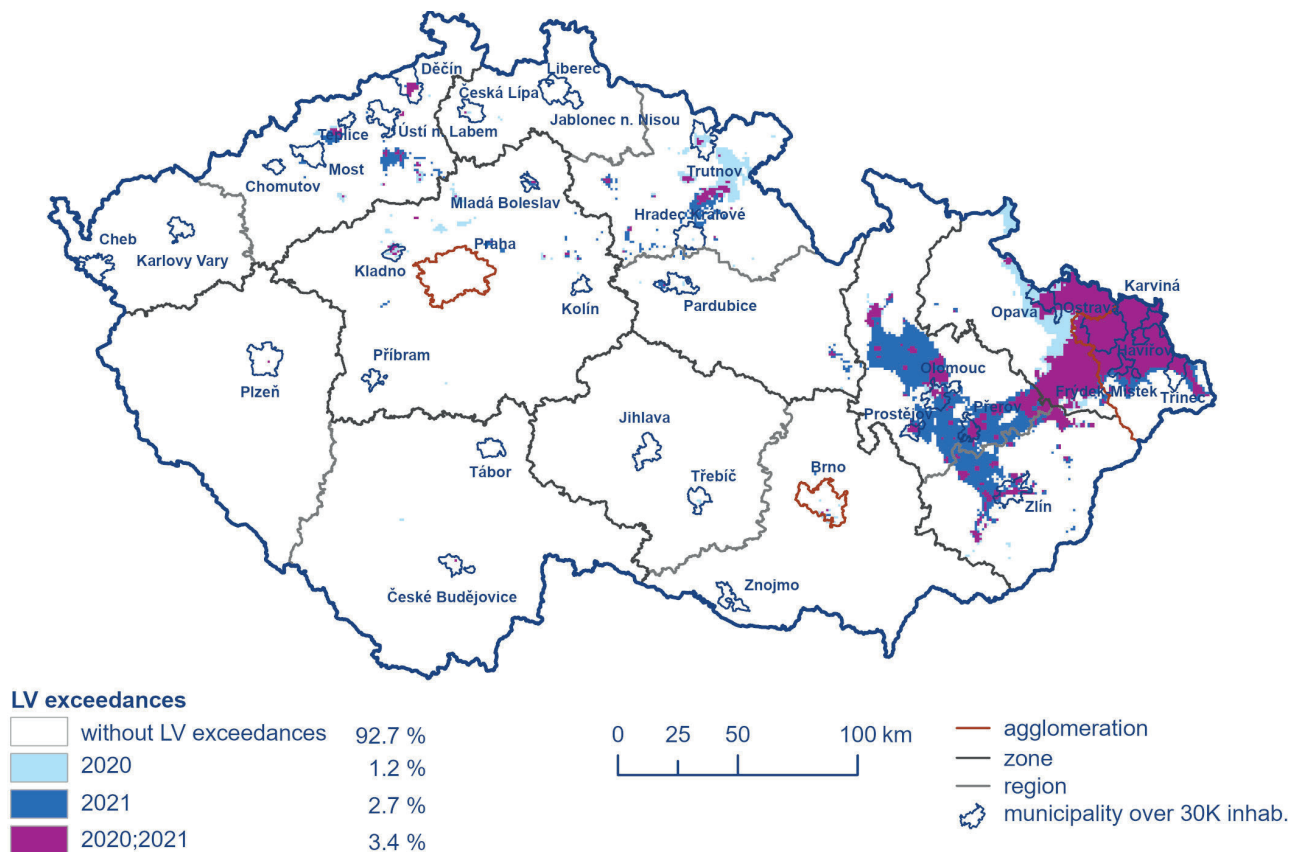 Děčín
Liberec
Česká Lípa
Jablonec n. Nisou
Teplice
Ústí n. Labem
Most
Chomutov
Trutnov
Mladá Boleslav
Hradec Králové
Cheb
Karlovy Vary
Praha
Kladno
Kolín
Pardubice
Karviná
Opava
Ostrava
Havířov
Příbram
Plzeň
Olomouc
Frýdek-Místek
Třinec
Prostějov
Přerov
Jihlava
Tábor
Třebíč
Brno
Zlín
České Budějovice
Znojmo
LV exceedances
without LV exceedances 92.7 %
2020 1.2 %
2021 2.7 %
2020;2021 3.4 %
0 25 50 100 km
agglomeration
zone
region
municipality over 30K inhab.